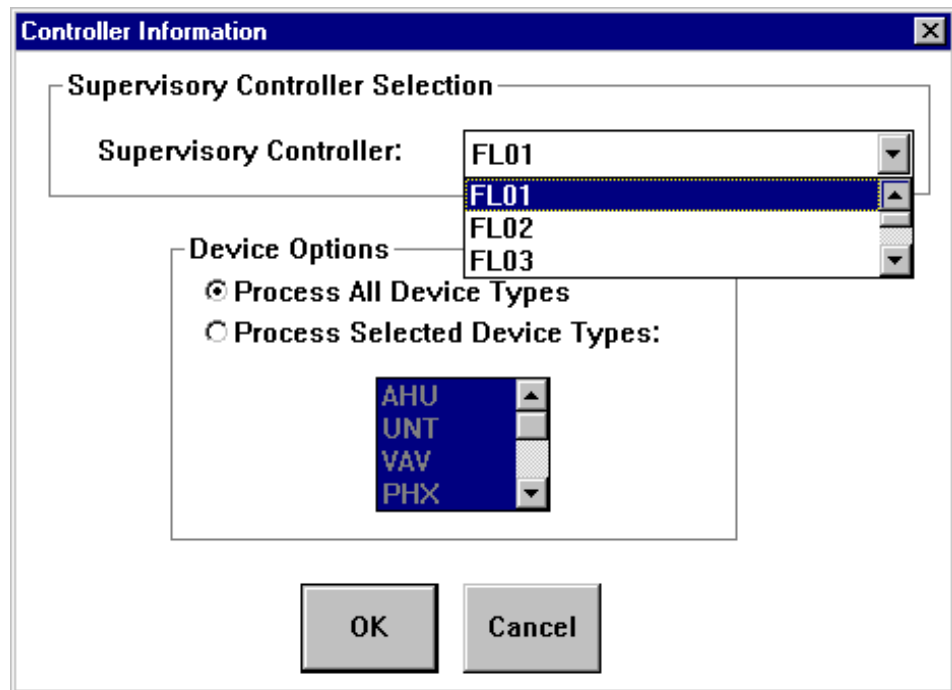 Controller Information
Supervisory Controller Selection
Supervisory Controller: FL01
FL01
FL02
FL03
Device Options
Process All Device Types
Process Selected Device Types:
AHU
UNT
VAV
PHX
OK Cancel